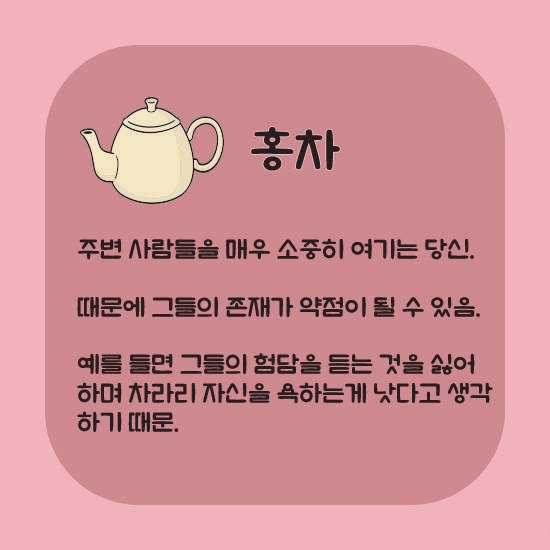 홍차
주변 사람들을 매우 소중히 여기는 당신.
때문에 그들의 존재가 약점이 될 수 있음.
예를 들면 그들의 험담을 듣는 것을 싫어
하며 차라리 자신을 욕하는게 낫다고 생각
하기 때문.